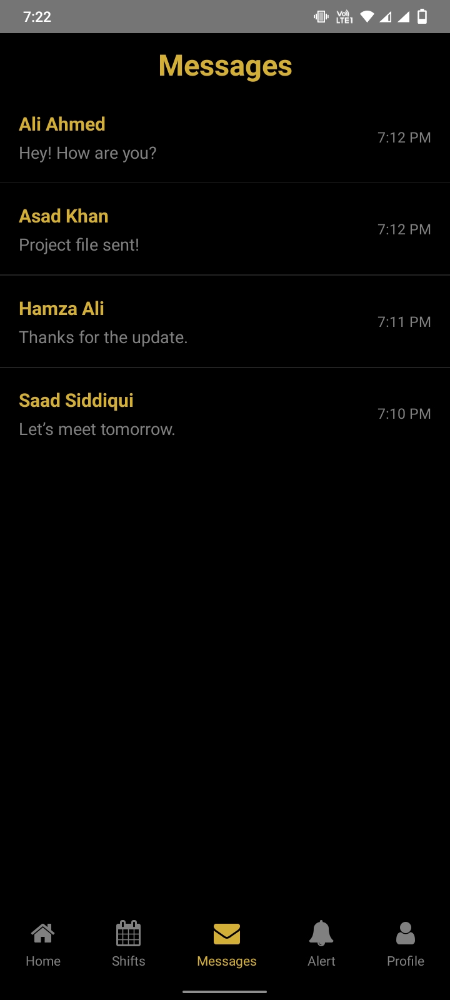 7:22
Vo) LTE1
Messages
Ali Ahmed
Hey! How are you?
7:12 PM
Asad Khan
Project file sent!
7:12 PM
Hamza Ali
Thanks for the update.
7:11 PM
Saad Siddiqui
Let’s meet tomorrow.
7:10 PM
Home
Shifts
Messages
Alert
Profile